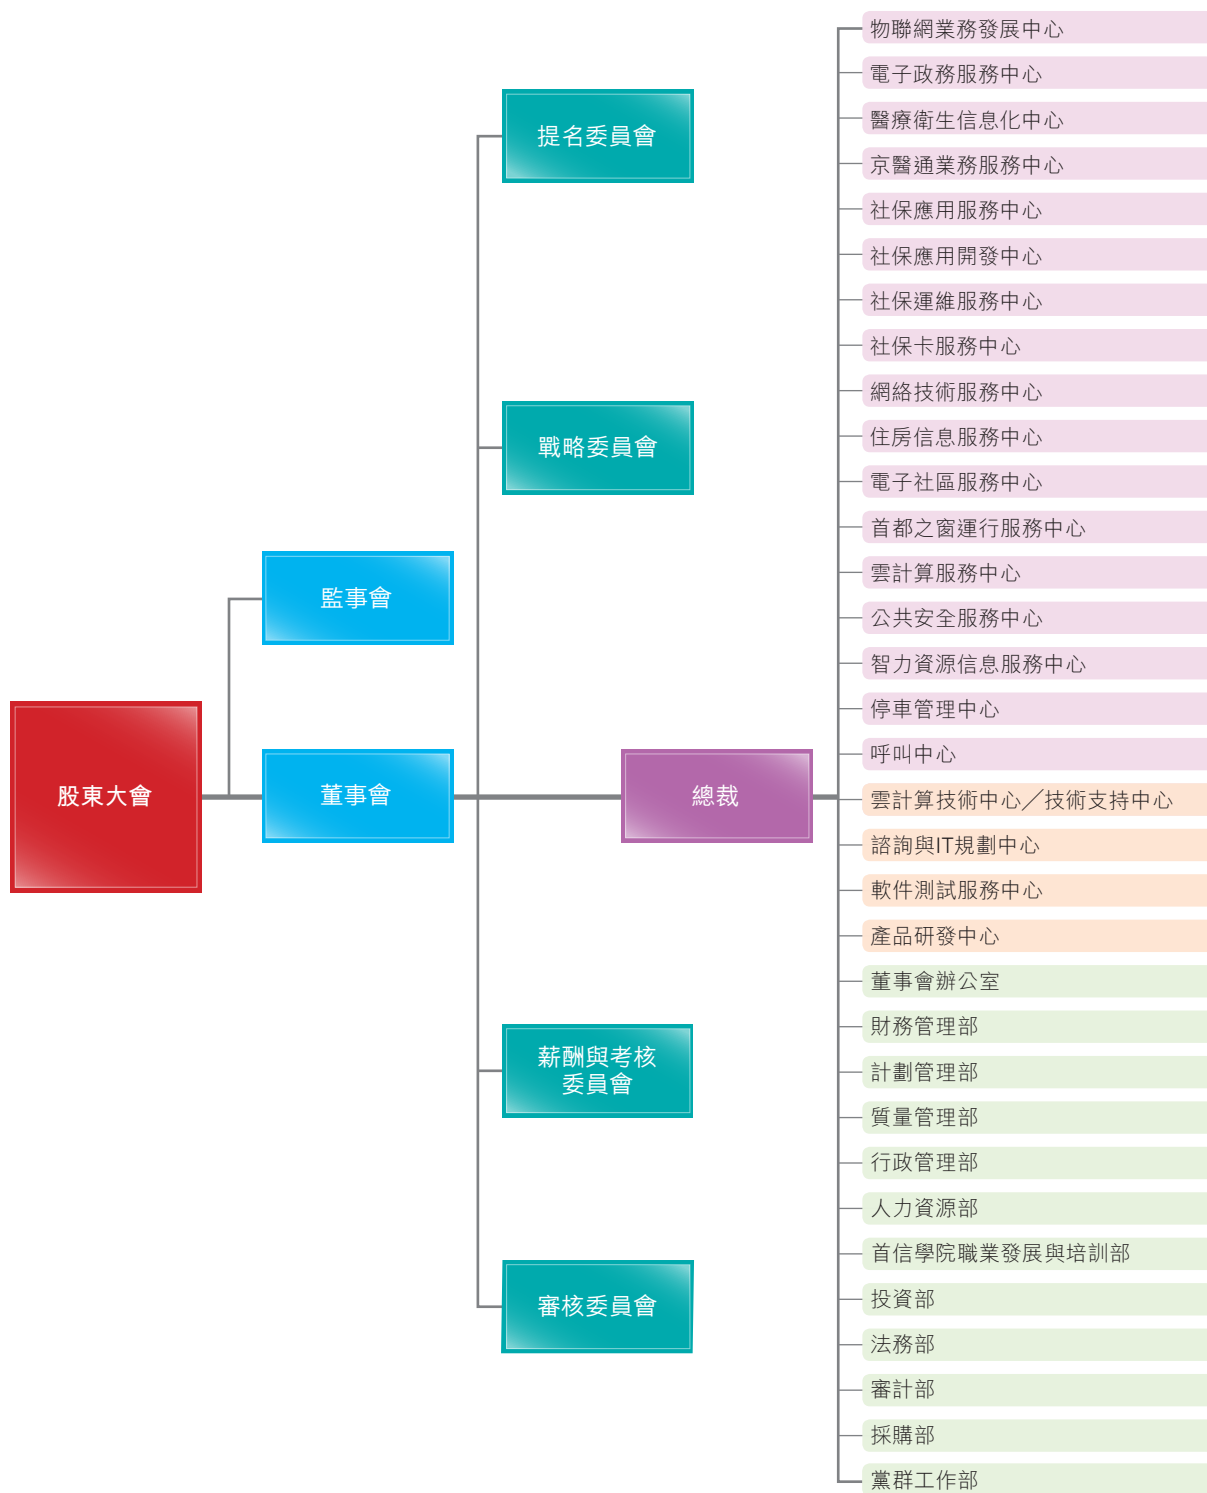 股東大會
監事會
董事會
提名委員會
戰略委員會
薪酬與考核
委員會
審核委員會
總裁
物聯網業務發展中心
電子政務服務中心
醫療衛生信息化中心
京醫通業務服務中心
社保應用服務中心
社保應用開發中心
社保運維服務中心
社保卡服務中心
網絡技術服務中心
住房信息服務中心
電子社區服務中心
首都之窗運行服務中心
雲計算服務中心
公共安全服務中心
智力資源信息服務中心
停車管理中心
呼叫中心
雲計算技術中心／技術支持中心
諮詢與IT規劃中心
軟件測試服務中心
產品研發中心
董事會辦公室
財務管理部
計劃管理部
質量管理部
行政管理部
人力資源部
首信學院職業發展與培訓部
投資部
法務部
審計部
採購部
黨群工作部